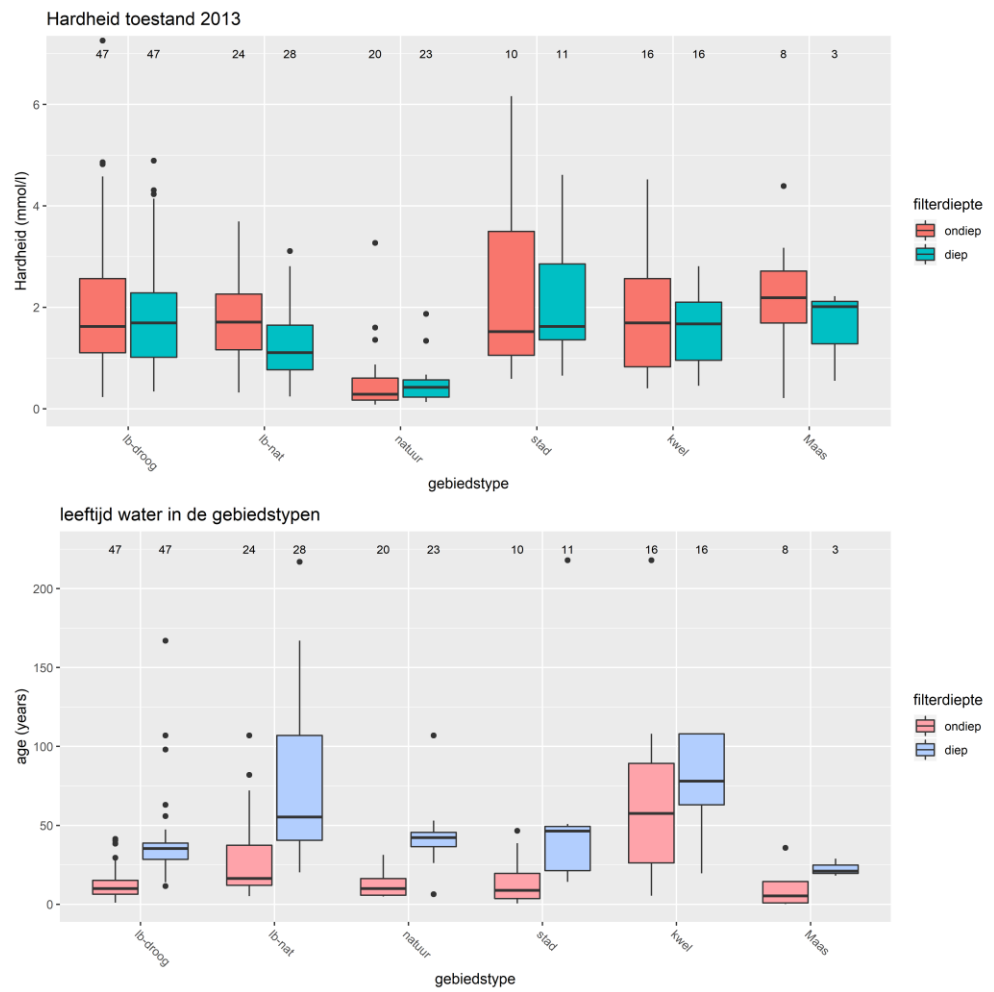 Hardheid toestand 2013
47 47 24 28 20 23 10 11 16 16 8 3
6
4
2
0
Hardheid (mmol/l)
lb-droog lb-nat natuur stad kwel Maas
gebiedstype
filterdiepte
ondiep
diep
leeftijd water in de gebiedstypen
47 47 24 28 20 23 10 11 16 16 8 3
200
150
100
50
0
age (years)
lb-droog lb-nat natuur stad kwel Maas
gebiedstype
filterdiepte
ondiep
diep